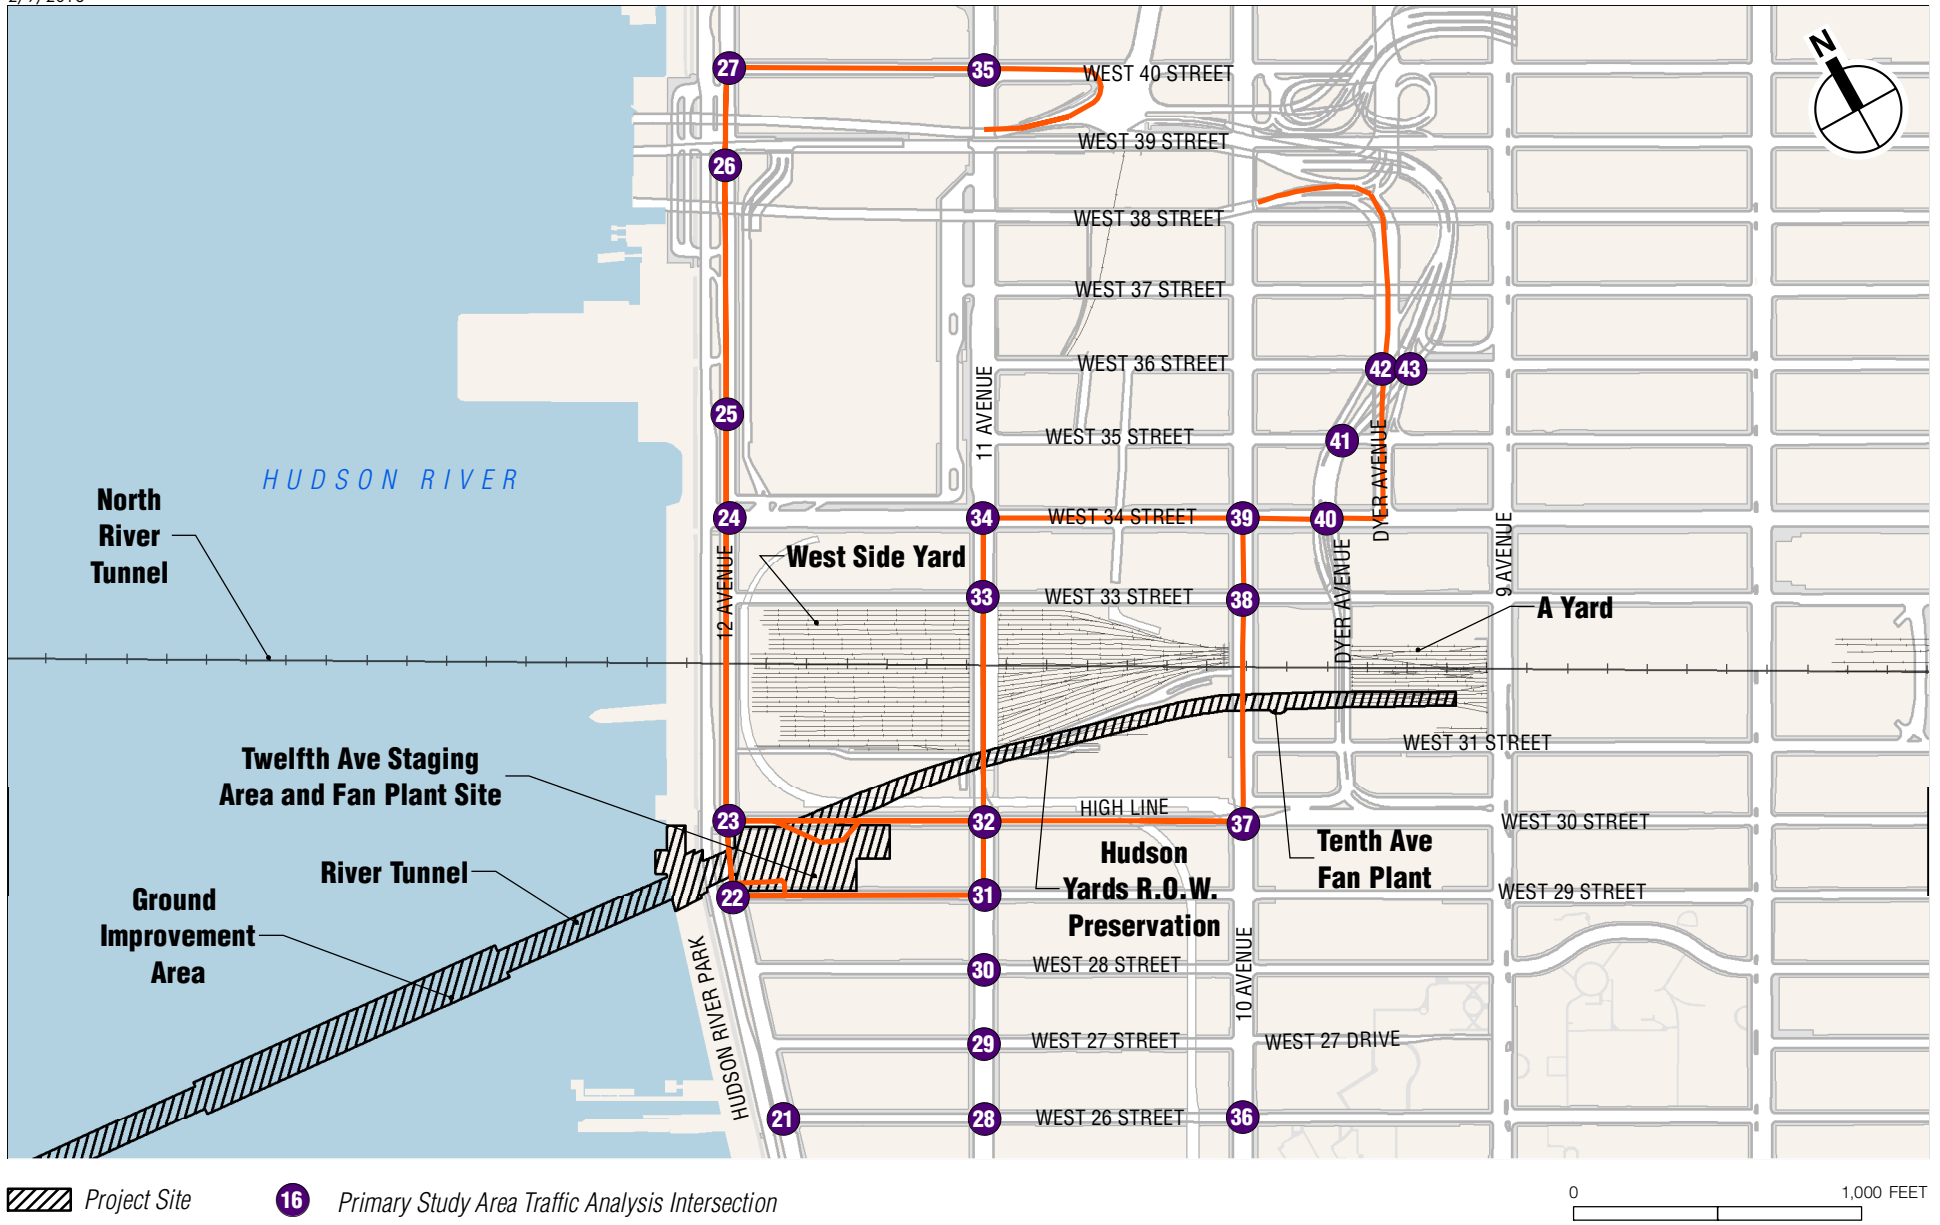 27
35
WEST 40 STREET
N
WEST 39 STREET
26
WEST 38 STREET
WEST 37 STREET
WEST 36 STREET
42
43
25
11 AVENUE
WEST 35 STREET
41
DYER AVENUE
HUDSON RIVER
North
River
Tunnel
24
34
WEST 34 STREET
39
40
9 AVENUE
12 AVENUE
West Side Yard
DYER AVENUE
33
WEST 33 STREET
38
A Yard
Twelfth Ave Staging
Area and Fan Plant Site
WEST 31 STREET
HIGH LINE
23
32
37
WEST 30 STREET
Tenth Ave
Fan Plant
Hudson
Yards R.O.W.
Preservation
River Tunnel
22
31
WEST 29 STREET
Ground
Improvement
Area
HUDSON RIVER PARK
30
WEST 28 STREET
10 AVENUE
29
WEST 27 STREET
WEST 27 DRIVE
21
28
WEST 26 STREET
36
Project Site
16
Primary Study Area Traffic Analysis Intersection
0
1,000 FEET